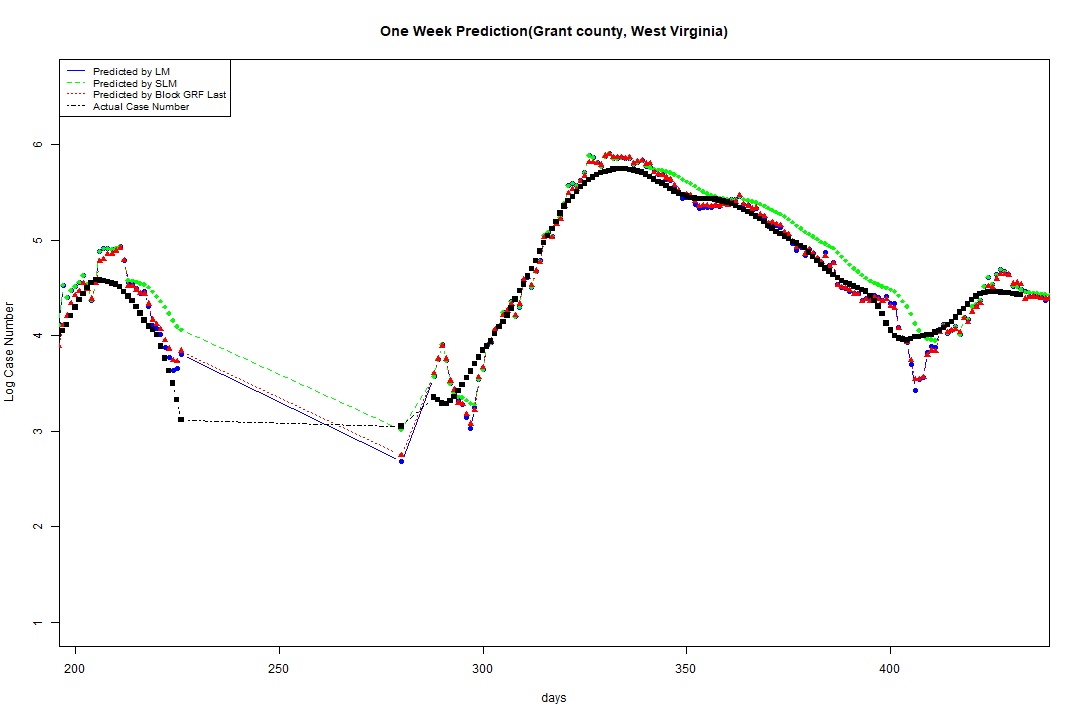 One Week Prediction(Grant county, West Virginia)
Predicted by LM
Predicted by SLM
Predicted by Block GRF Last
Actual Case Number
6
5
4
3
2
1
Log Case Number
200 250 300 350 400
days